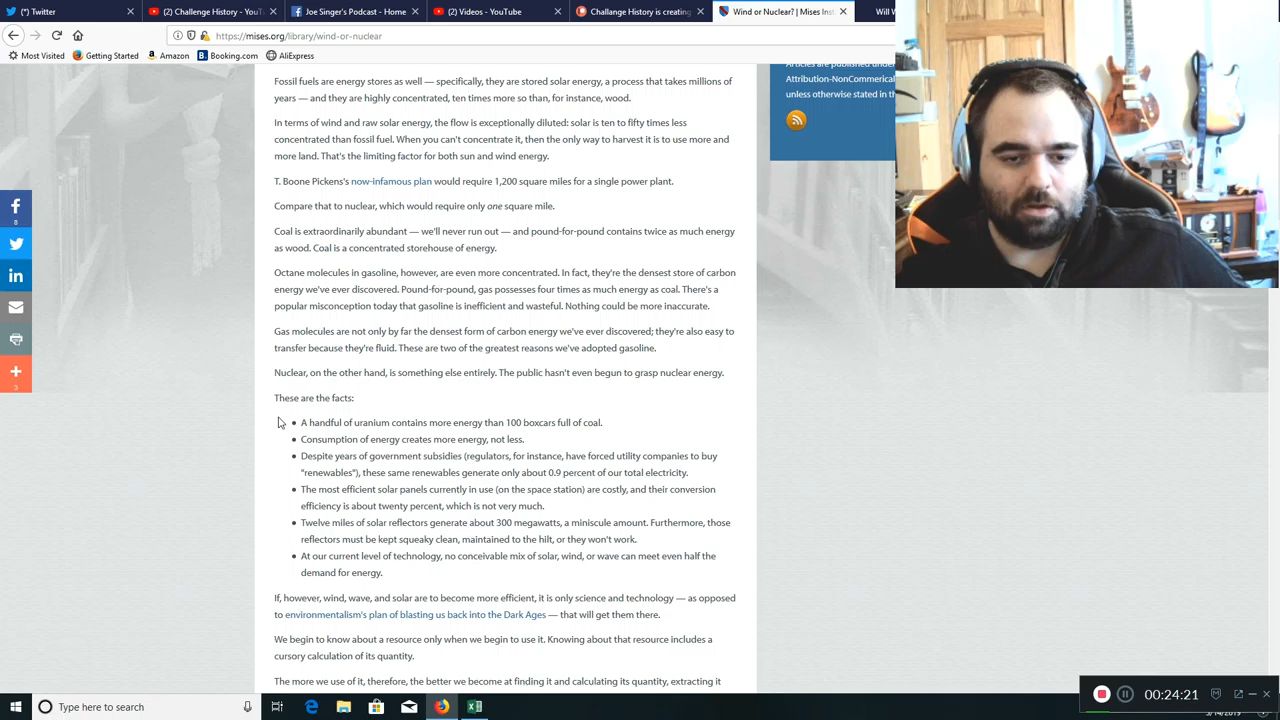 (*) Twitter
(2) Challange History - YouT
Joe Singer's Podcast - Home
(2) Videos - YouTube
Challange History is creating
Wind or Nuclear? | Mises Inst
Will W
https://mises.org/library/wind-or-nuclear
Most Visited
Getting Started
Amazon
Booking.com
AliExpress
Fossil fuels are energy stores as well — specifically, they are stored solar energy, a process that takes millions of
years — and they are highly concentrated, ten times more so than, for instance, wood.
In terms of wind and raw solar energy, the flow is exceptionally diluted: solar is ten to fifty times less
concentrated than fossil fuel. When you can't concentrate it, then the only way to harvest it is to use more and
more land. That's the limiting factor for both sun and wind energy.
T. Boone Pickens's now-infamous plan would require 1,200 square miles for a single power plant.
Compare that to nuclear, which would require only one square mile.
Coal is extraordinarily abundant — we'll never run out — and pound-for-pound contains twice as much energy
as wood. Coal is a concentrated storehouse of energy.
Octane molecules in gasoline, however, are even more concentrated. In fact, they're the densest store of carbon
energy we've ever discovered. Pound-for-pound, gas possesses four times as much energy as coal. There's a
popular misconception today that gasoline is inefficient and wasteful. Nothing could be more inaccurate.
Gas molecules are not only by far the densest form of carbon energy we've ever discovered; they're also easy to
transfer because they're fluid. These are two of the greatest reasons we've adopted gasoline.
Nuclear, on the other hand, is something else entirely. The public hasn't even begun to grasp nuclear energy.
These are the facts:
• A handful of uranium contains more energy than 100 boxcars full of coal.
• Consumption of energy creates more energy, not less.
• Despite years of government subsidies (regulators, for instance, have forced utility companies to buy
"renewables"), these same renewables generate only about 0.9 percent of our total electricity.
• The most efficient solar panels currently in use (on the space station) are costly, and their conversion
efficiency is about twenty percent, which is not very much.
• Twelve miles of solar reflectors generate about 300 megawatts, a miniscule amount. Furthermore, those
reflectors must be kept squeaky clean, maintained to the hilt, or they won't work.
• At our current level of technology, no conceivable mix of solar, wind, or wave can meet even half the
demand for energy.
If, however, wind, wave, and solar are to become more efficient, it is only science and technology — as opposed
to environmentalism's plan of blasting us back into the Dark Ages — that will get them there.
We begin to know about a resource only when we begin to use it. Knowing about that resource includes a
cursory calculation of its quantity.
The more we use of it, therefore, the better we become at finding it and calculating its quantity, extracting it
Articles are published under
Attribution-NonCommerical
unless otherwise stated in th
8
3
Type here to search
00:24:21